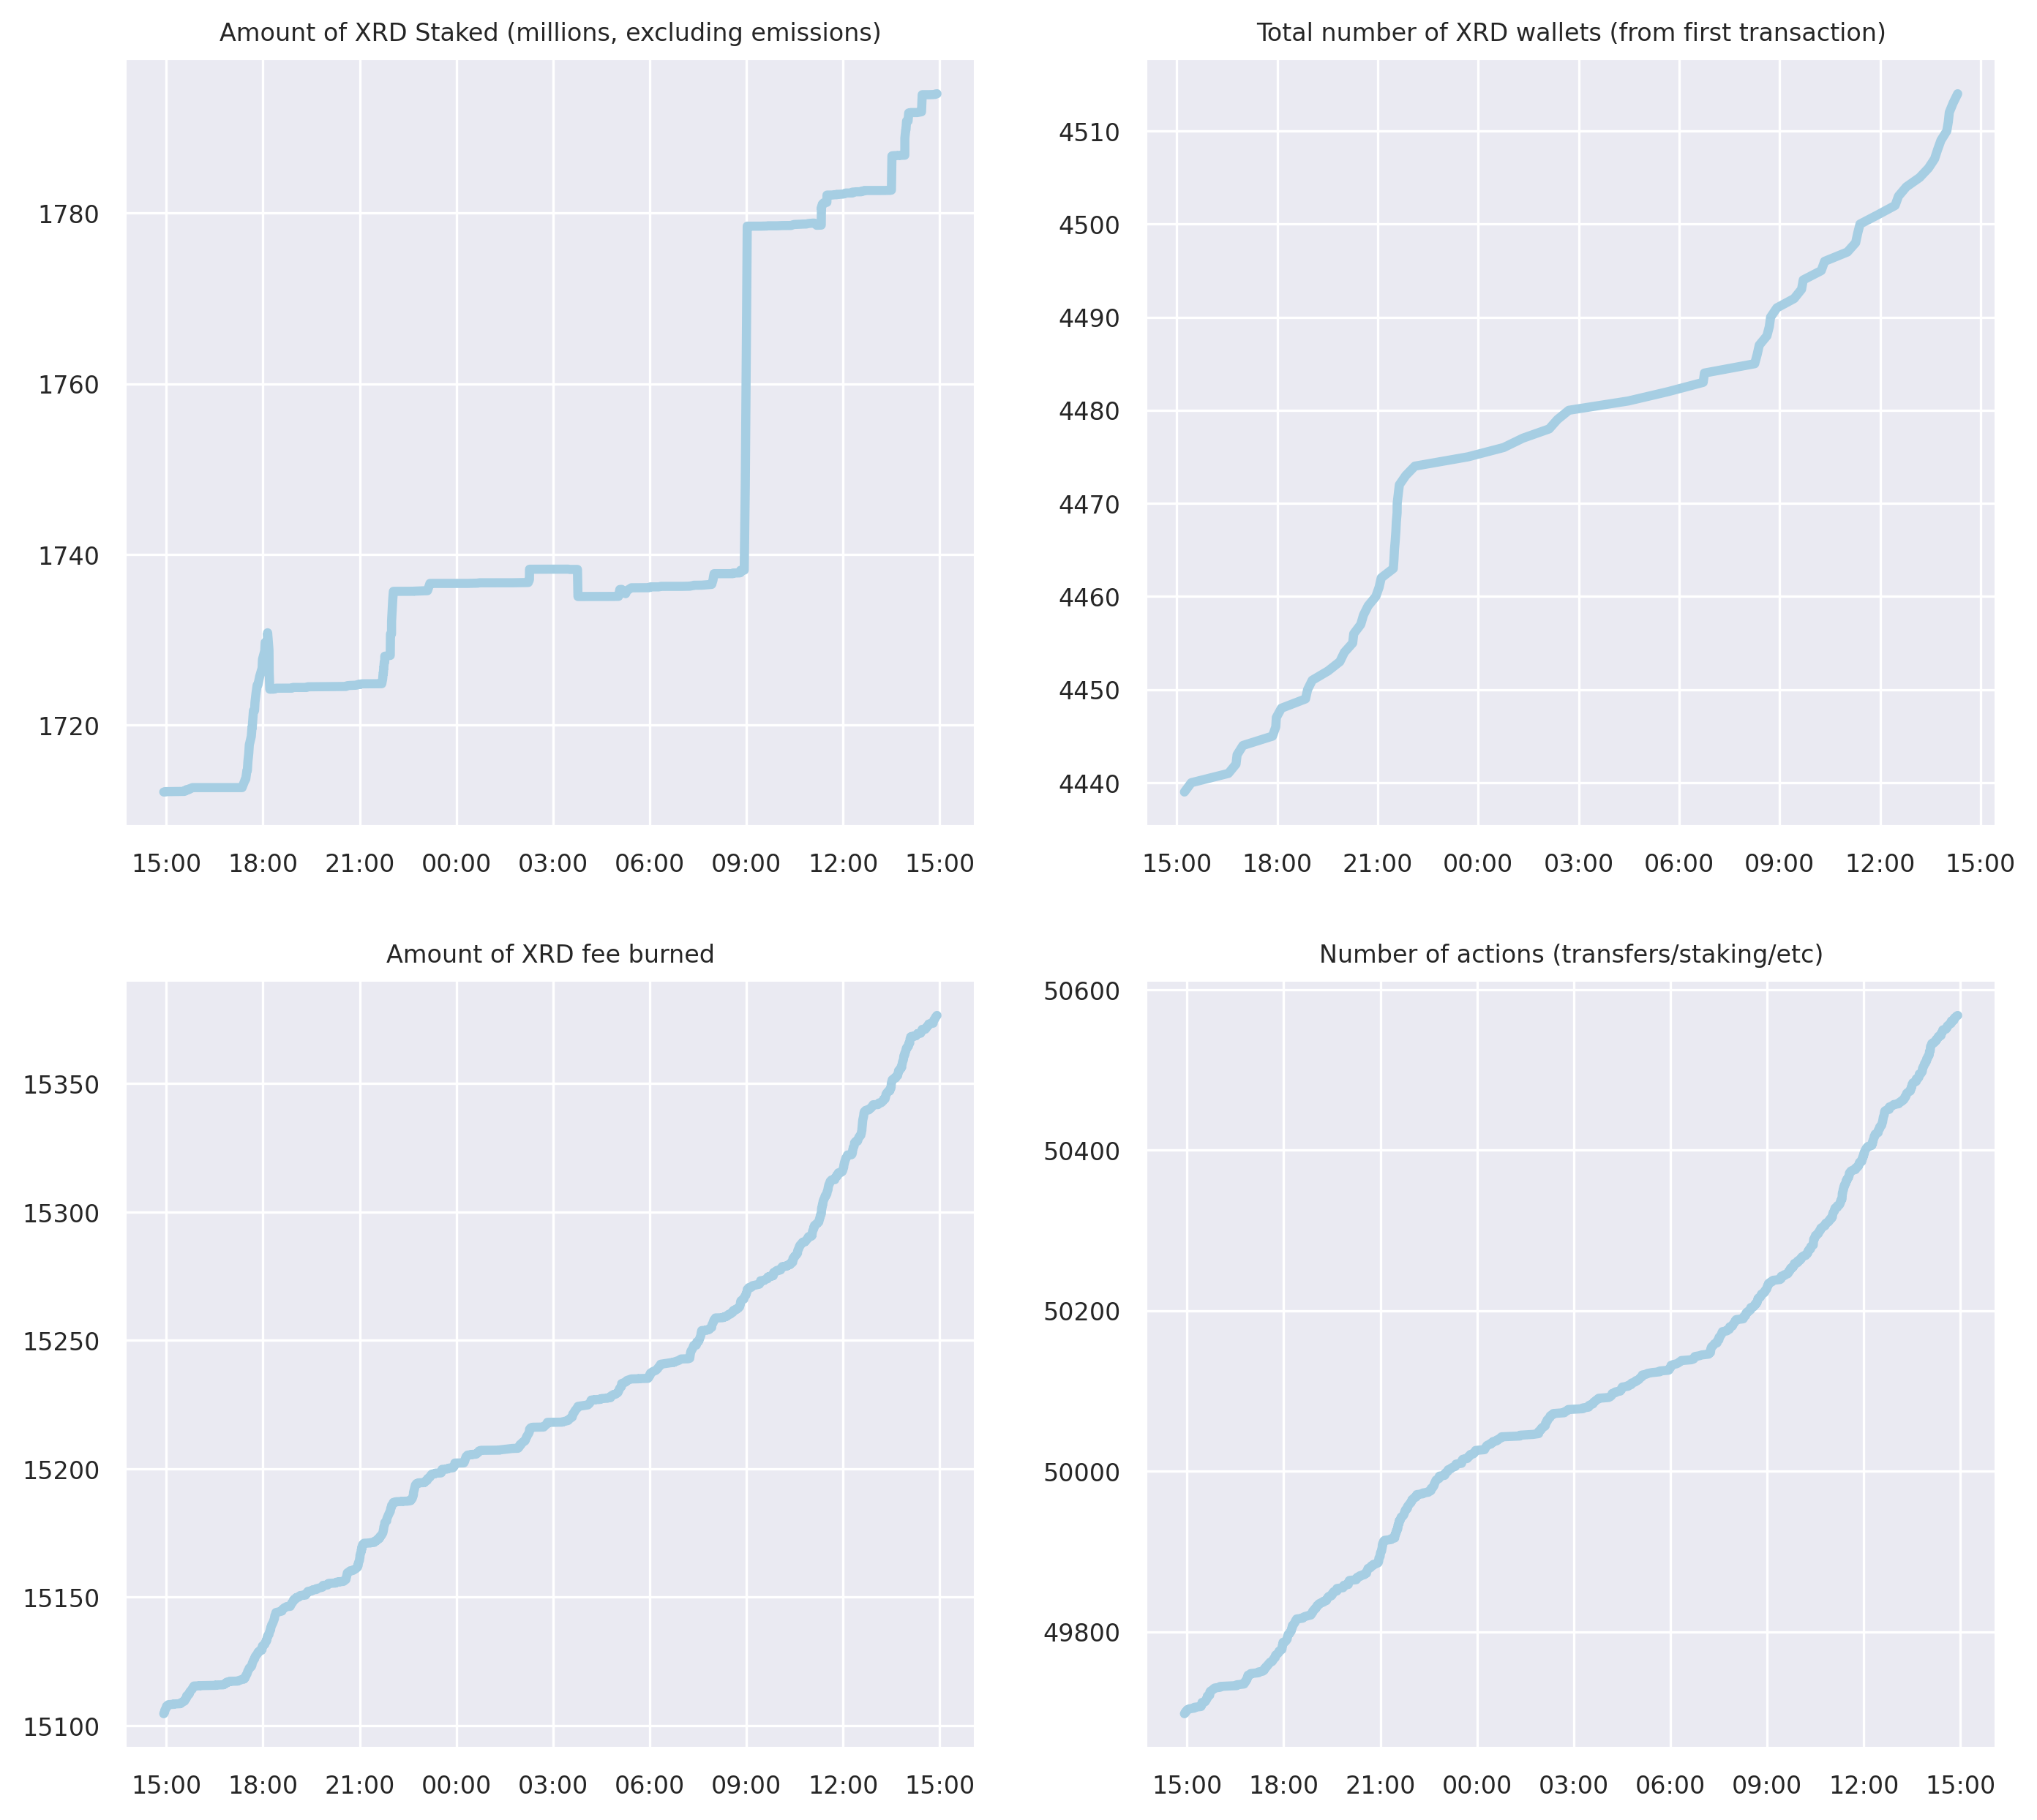 Amount of XRD Staked (millions, excluding emissions)
1780
1760
1740
1720
15:00 18:00 21:00 00:00 03:00 06:00 09:00 12:00 15:00
Total number of XRD wallets (from first transaction)
4510
4500
4490
4480
4470
4460
4450
4440
15:00 18:00 21:00 00:00 03:00 06:00 09:00 12:00 15:00
Amount of XRD fee burned
15350
15300
15250
15200
15150
15100
15:00 18:00 21:00 00:00 03:00 06:00 09:00 12:00 15:00
Number of actions (transfers/staking/etc)
50600
50400
50200
50000
49800
15:00 18:00 21:00 00:00 03:00 06:00 09:00 12:00 15:00